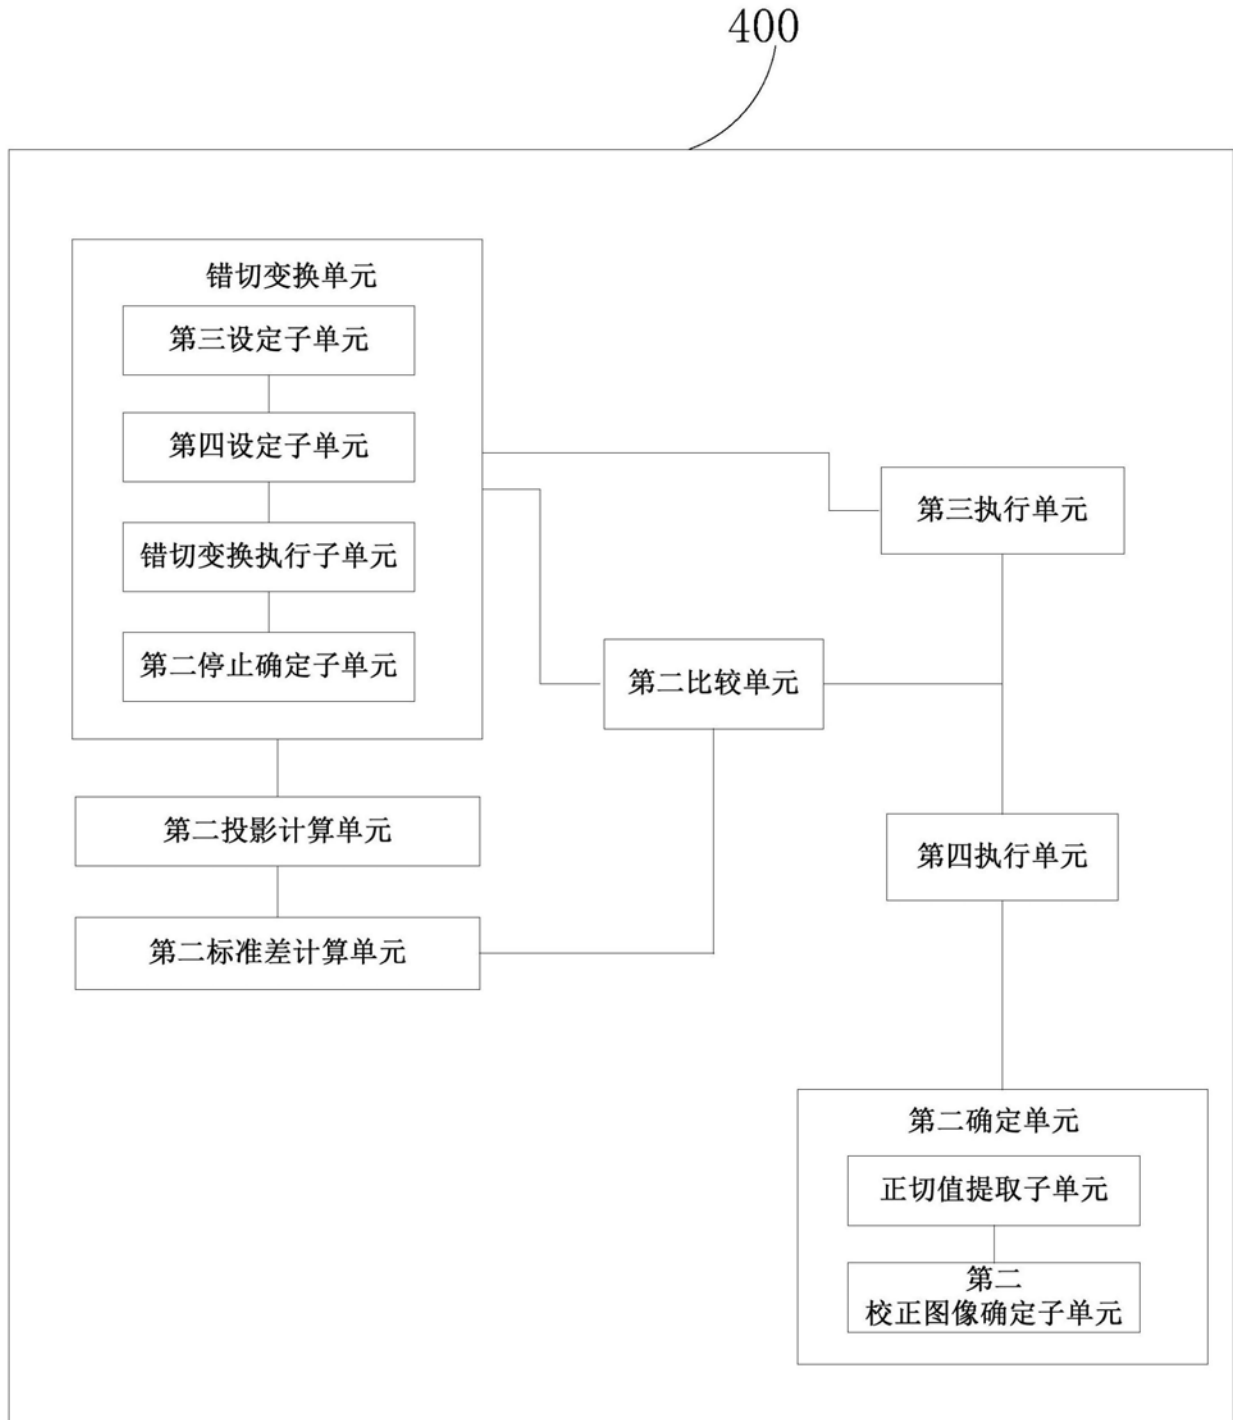 400
错切变换单元
第三设定子单元
第四设定子单元
错切变换执行子单元
第二停止确定子单元
第三执行单元
第二比较单元
第二投影计算单元
第四执行单元
第二标准差计算单元
第二确定单元
正切值提取子单元
第二
校正图像确定子单元